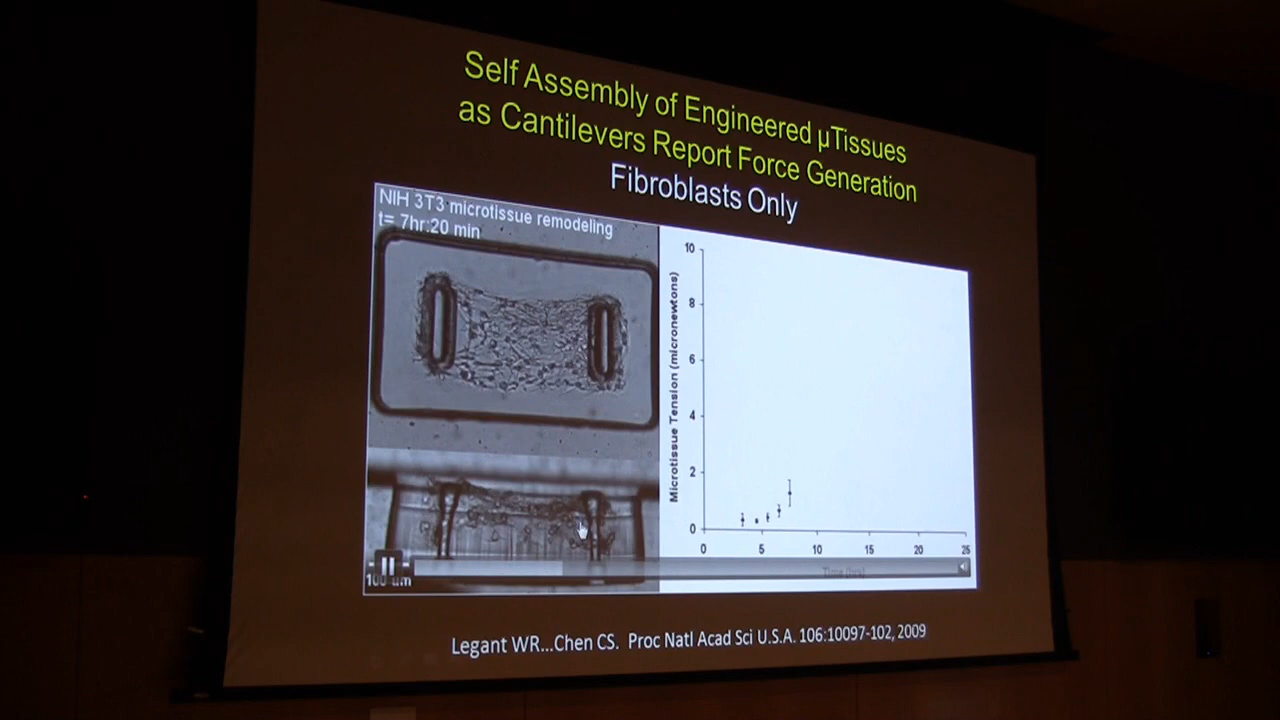 Self Assembly of Engineered µTissues
as Cantilevers Report Force Generation
Fibroblasts Only
NIH 3T3 microtissue remodeling
t= 7hr:20 min
100 um
Microtissue Tension (micronewtons)
10
8
6
4
2
0
0 5 10 15 20 25
Time (hrs)
Legant WR...Chen CS. Proc Natl Acad Sci U.S.A. 106:10097-102, 2009